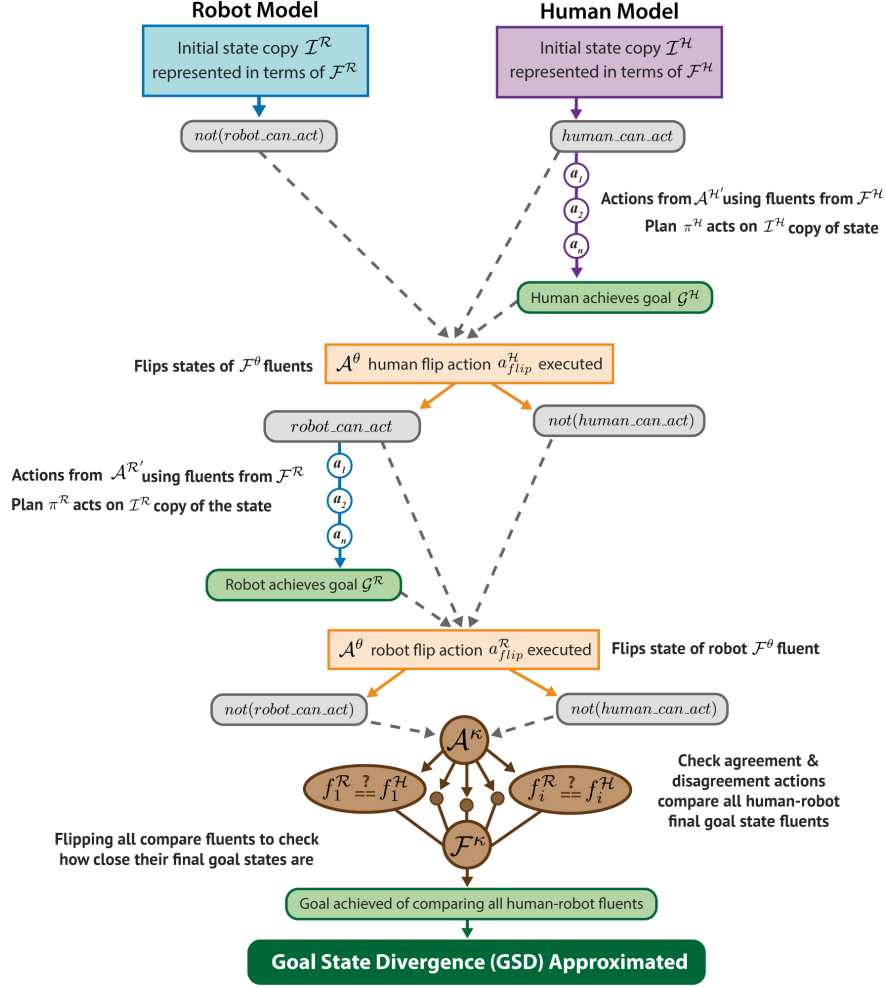 Robot Model
Human Model
Initial state copy 𝓘^𝓡
represented in terms of 𝓕^𝓡
Initial state copy 𝓘^𝓗
represented in terms of 𝓕^𝓗
not(robot_can_act)
human_can_act
a₁
a₂
aₙ
Actions from 𝓐^𝓗′ using fluents from 𝓕^𝓗
Plan π^𝓗 acts on 𝓘^𝓗 copy of state
Human achieves goal 𝓖^𝓗
Flips states of 𝓕^θ fluents
𝓐^θ human flip action a^𝓗_flip executed
robot_can_act
not(human_can_act)
Actions from 𝓐^𝓡′ using fluents from 𝓕^𝓡
Plan π^𝓡 acts on 𝓘^𝓡 copy of the state
a₁
a₂
aₙ
Robot achieves goal 𝓖^𝓡
𝓐^θ robot flip action a^𝓡_flip executed
Flips state of robot 𝓕^θ fluent
not(robot_can_act)
not(human_can_act)
𝓐^κ
f₁^𝓡 ?== f₁^𝓗
fᵢ^𝓡 ?== fᵢ^𝓗
Check agreement &
disagreement actions
compare all human-robot
final goal state fluents
Flipping all compare fluents to check
how close their final goal states are
𝓕^κ
Goal achieved of comparing all human-robot fluents
Goal State Divergence (GSD) Approximated